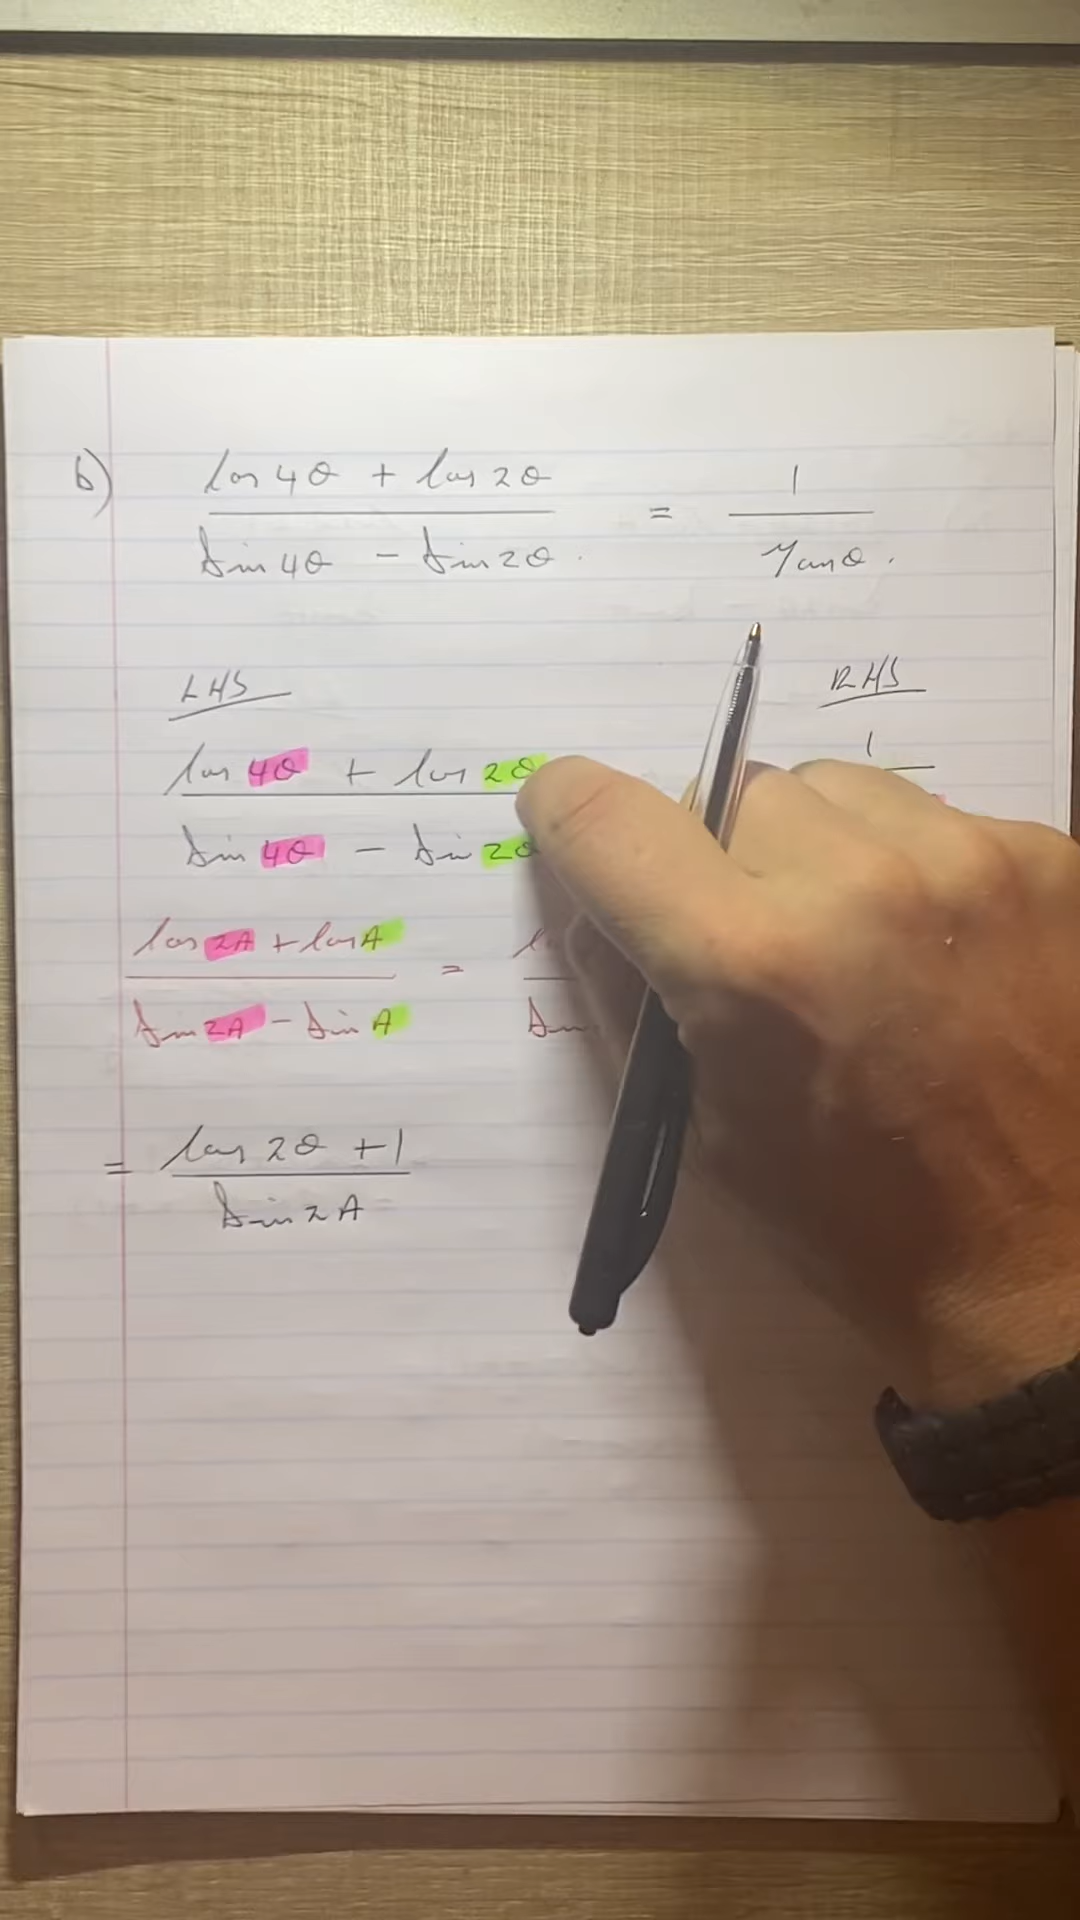 b) cos 4θ + cos 2θ = 1
sin 4θ - sin 2θ . Tan θ .
LHS RHS
cos 4θ + cos 2θ 1
sin 4θ - sin 2θ
cos 2A + cos A =
sin 2A - sin A
= cos 2θ + 1
sin 2A